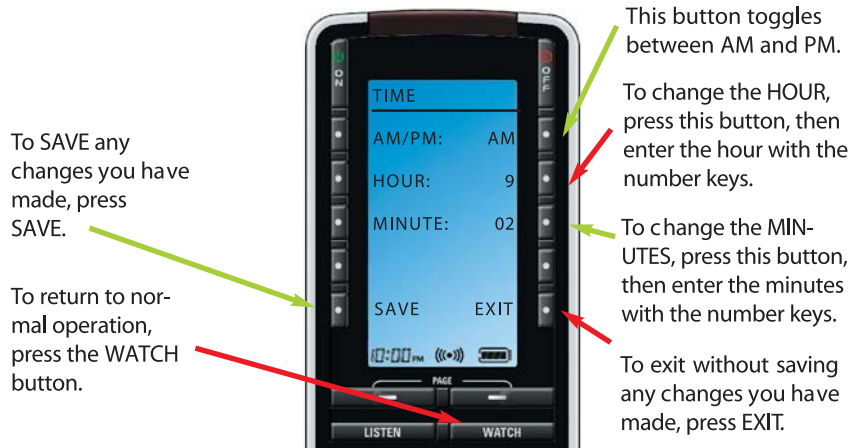 To SAVE any
changes you have
made, press
SAVE.
To return to nor-
mal operation,
press the WATCH
button.
ON
OFF
TIME
AM/PM: AM
HOUR: 9
MINUTE: 02
SAVE EXIT
10:00 PM
PAGE
LISTEN WATCH
This button toggles
between AM and PM.
To change the HOUR,
press this button, then
enter the hour with the
number keys.
To change the MIN-
UTES, press this button,
then enter the minutes
with the number keys.
To exit without saving
any changes you have
made, press EXIT.